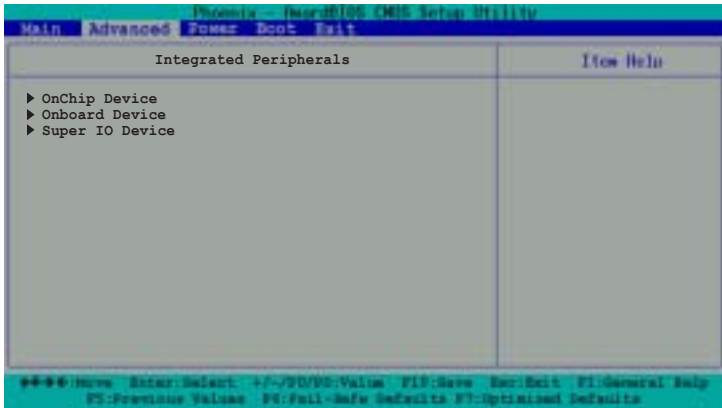 Phoenix - AwardBIOS CMOS Setup Utility
Main Advanced Power Boot Exit
Integrated Peripherals
Item Help
OnChip Device
Onboard Device
Super IO Device
:Move Enter:Select +/-/PU/PD:Value F10:Save Esc:Exit F1:General Help
F5:Previous Values F6:Fail-Safe Defaults F7:Optimized Defaults